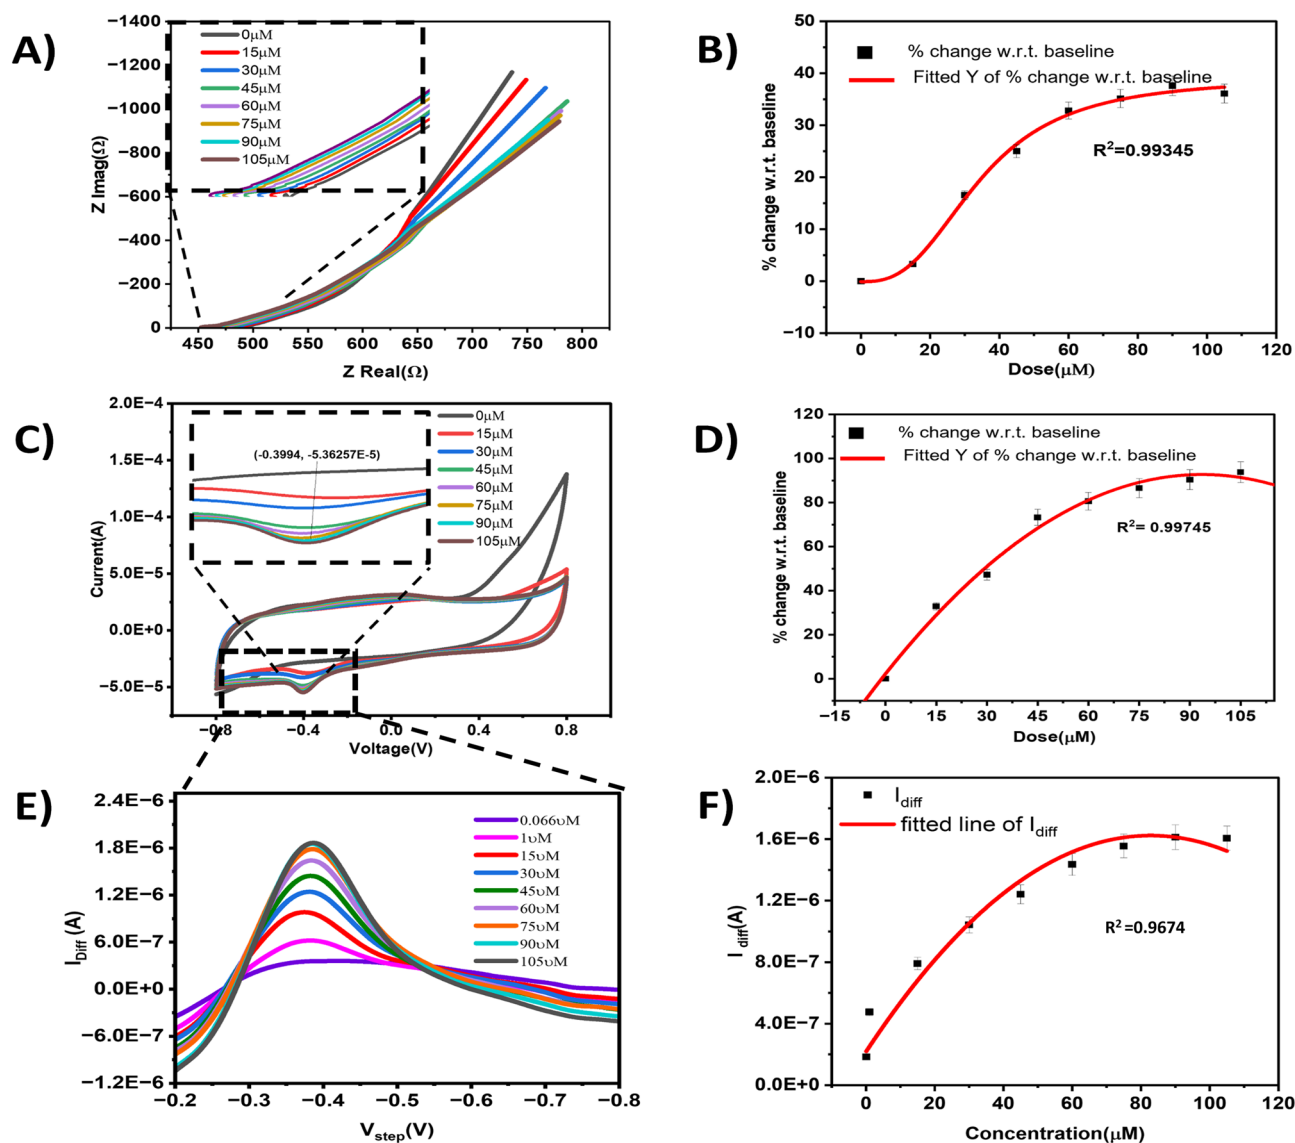 A)
−1400
−1200
−1000
−800
−600
−400
−200
0
Z Imag(Ω)
0μM
15μM
30μM
45μM
60μM
75μM
90μM
105μM
450 500 550 600 650 700 750 800
Z Real(Ω)
B)
50
40
30
20
10
0
−10
% change w.r.t. baseline
% change w.r.t. baseline
Fitted Y of % change w.r.t. baseline
R²=0.99345
0 20 40 60 80 100 120
Dose(μM)
C)
2.0E−4
1.5E−4
1.0E−4
5.0E−5
0.0E+0
−5.0E−5
Current(A)
(-0.3994, -5.36257E-5)
0μM
15μM
30μM
45μM
60μM
75μM
90μM
105μM
−0.8 −0.4 0.0 0.4 0.8
Voltage(V)
D)
120
100
80
60
40
20
0
% change w.r.t. baseline
% change w.r.t. baseline
Fitted Y of % change w.r.t. baseline
R²= 0.99745
−15 0 15 30 45 60 75 90 105
Dose(μM)
E)
2.4E−6
1.8E−6
1.2E−6
6.0E−7
0.0E+0
−6.0E−7
−1.2E−6
I_Diff (A)
0.066υM
1υM
15υM
30υM
45υM
60υM
75υM
90υM
105υM
−0.2 −0.3 −0.4 −0.5 −0.6 −0.7 −0.8
V_step(V)
F)
2.0E−6
1.6E−6
1.2E−6
8.0E−7
4.0E−7
0.0E+0
I_diff(A)
I_diff
fitted line of I_diff
R²=0.9674
0 20 40 60 80 100 120
Concentration(μM)